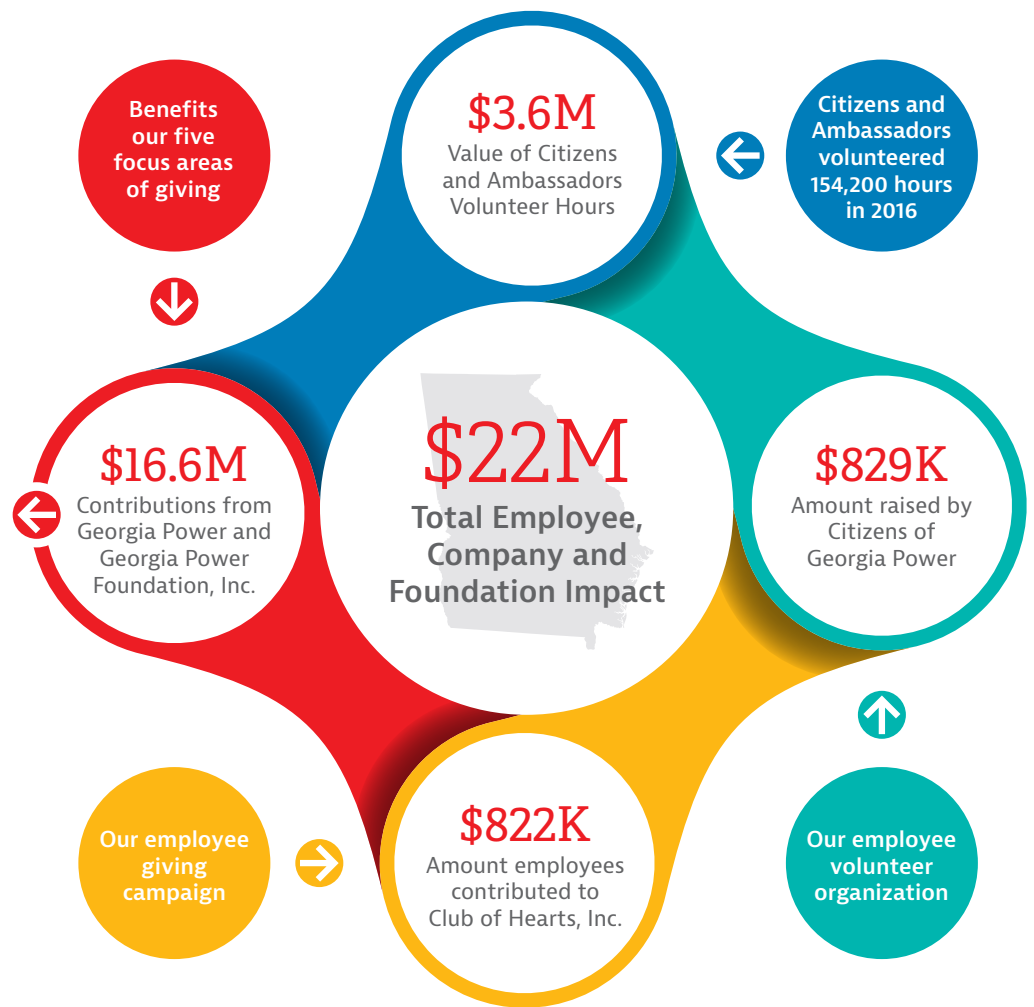 Benefits
our five
focus areas
of giving
$3.6M
Value of Citizens
and Ambassadors
Volunteer Hours
Citizens and
Ambassadors
volunteered
154,200 hours
in 2016
$16.6M
Contributions from
Georgia Power and
Georgia Power
Foundation, Inc.
$22M
Total Employee,
Company and
Foundation Impact
$829K
Amount raised by
Citizens of
Georgia Power
Our employee
giving
campaign
$822K
Amount employees
contributed to
Club of Hearts, Inc.
Our employee
volunteer
organization